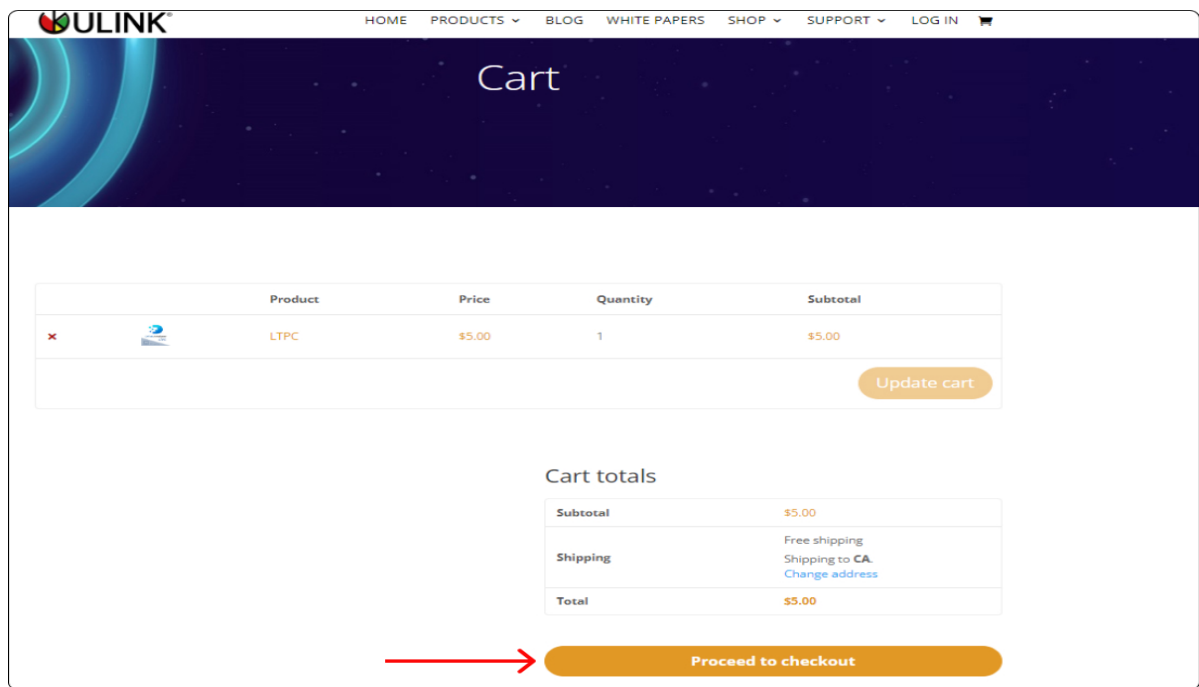 ULINK®
HOME PRODUCTS BLOG WHITE PAPERS SHOP SUPPORT LOG IN
Cart
Product Price Quantity Subtotal
× LTPC $5.00 1 $5.00
Update cart
Cart totals
Subtotal $5.00
Free shipping
Shipping Shipping to CA.
Change address
Total $5.00
Proceed to checkout